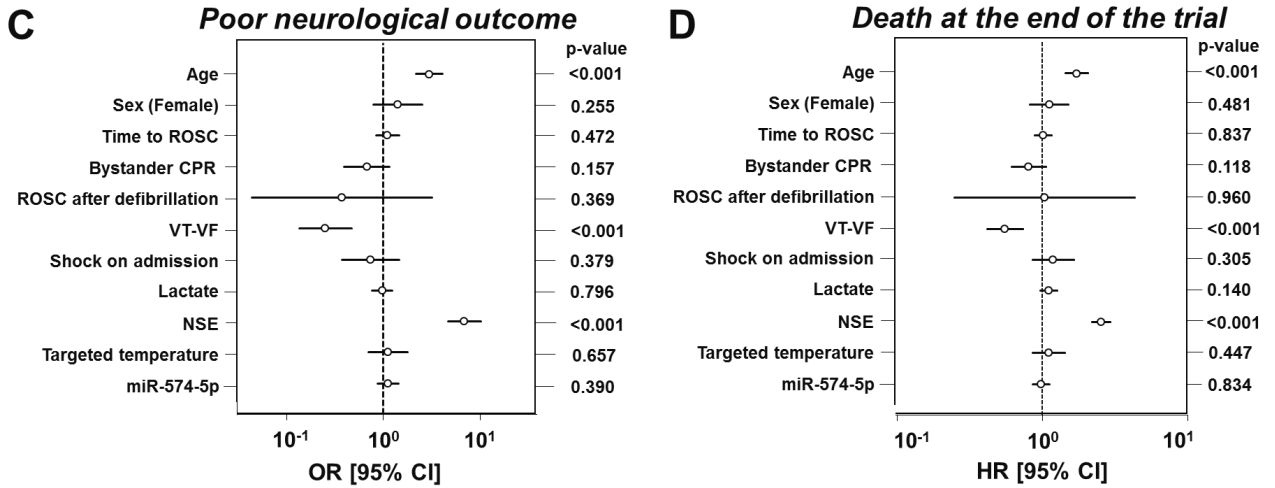 C
Poor neurological outcome
p-value
Age <0.001
Sex (Female) 0.255
Time to ROSC 0.472
Bystander CPR 0.157
ROSC after defibrillation 0.369
VT-VF <0.001
Shock on admission 0.379
Lactate 0.796
NSE <0.001
Targeted temperature 0.657
miR-574-5p 0.390
10⁻¹ 10⁰ 10¹
OR [95% CI]
D
Death at the end of the trial
p-value
Age <0.001
Sex (Female) 0.481
Time to ROSC 0.837
Bystander CPR 0.118
ROSC after defibrillation 0.960
VT-VF <0.001
Shock on admission 0.305
Lactate 0.140
NSE <0.001
Targeted temperature 0.447
miR-574-5p 0.834
10⁻¹ 10⁰ 10¹
HR [95% CI]